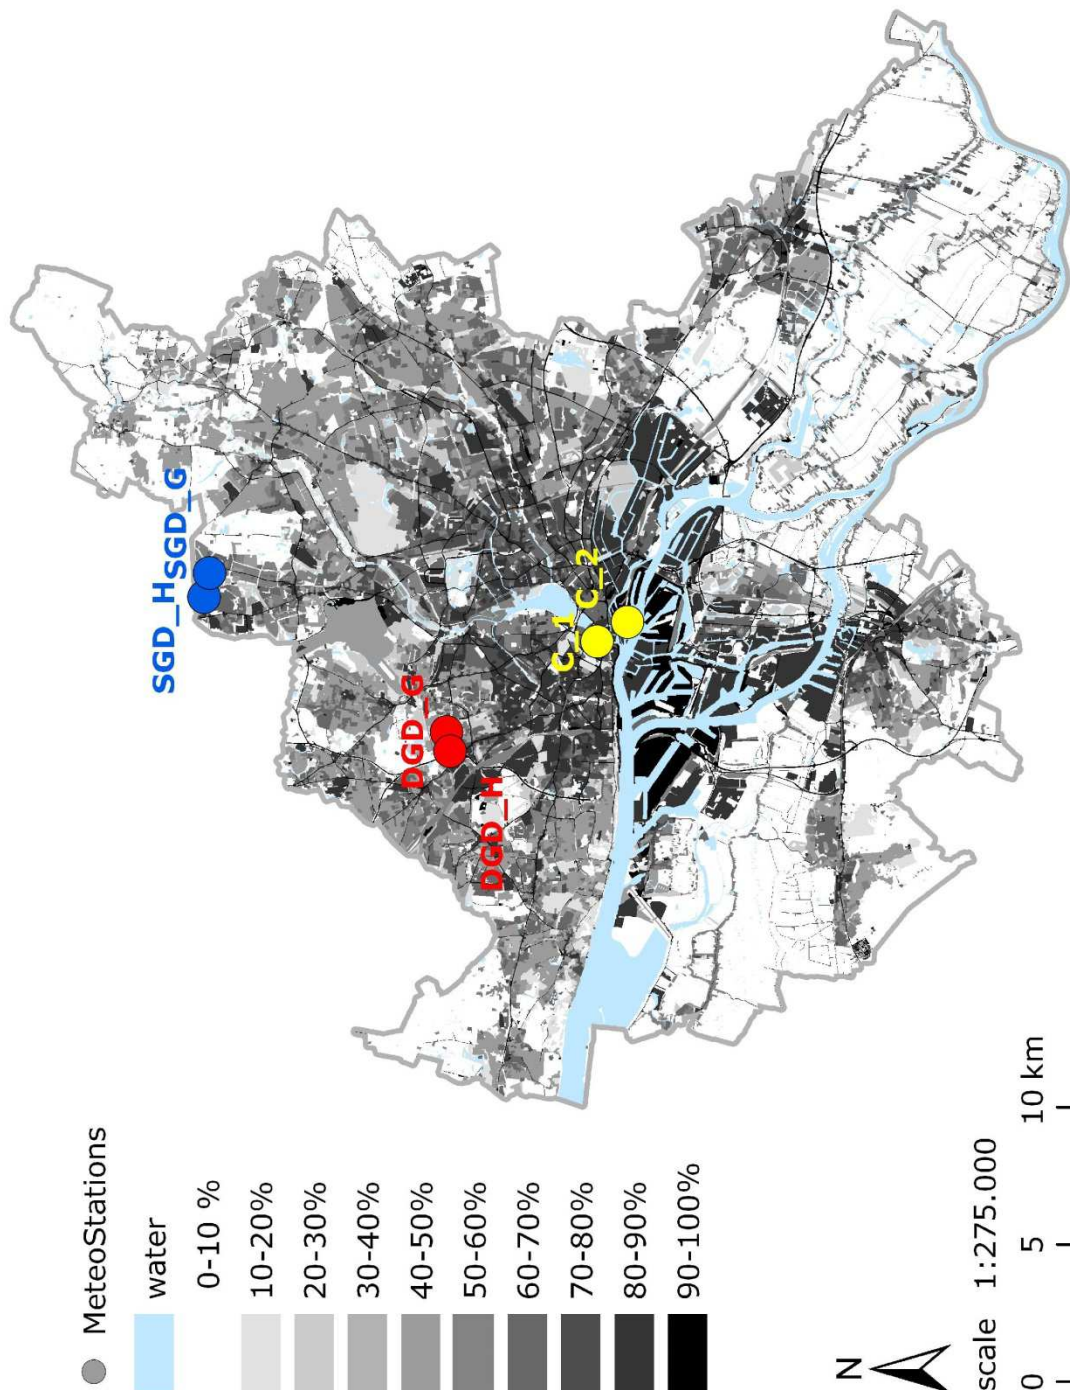 MeteoStations
water
0-10 %
10-20%
20-30%
30-40%
40-50%
50-60%
60-70%
70-80%
80-90%
90-100%
N
scale 1:275.000
0 5 10 km
SGD_H
SGD_G
DGD_G
DGD_H
C_1
C_2